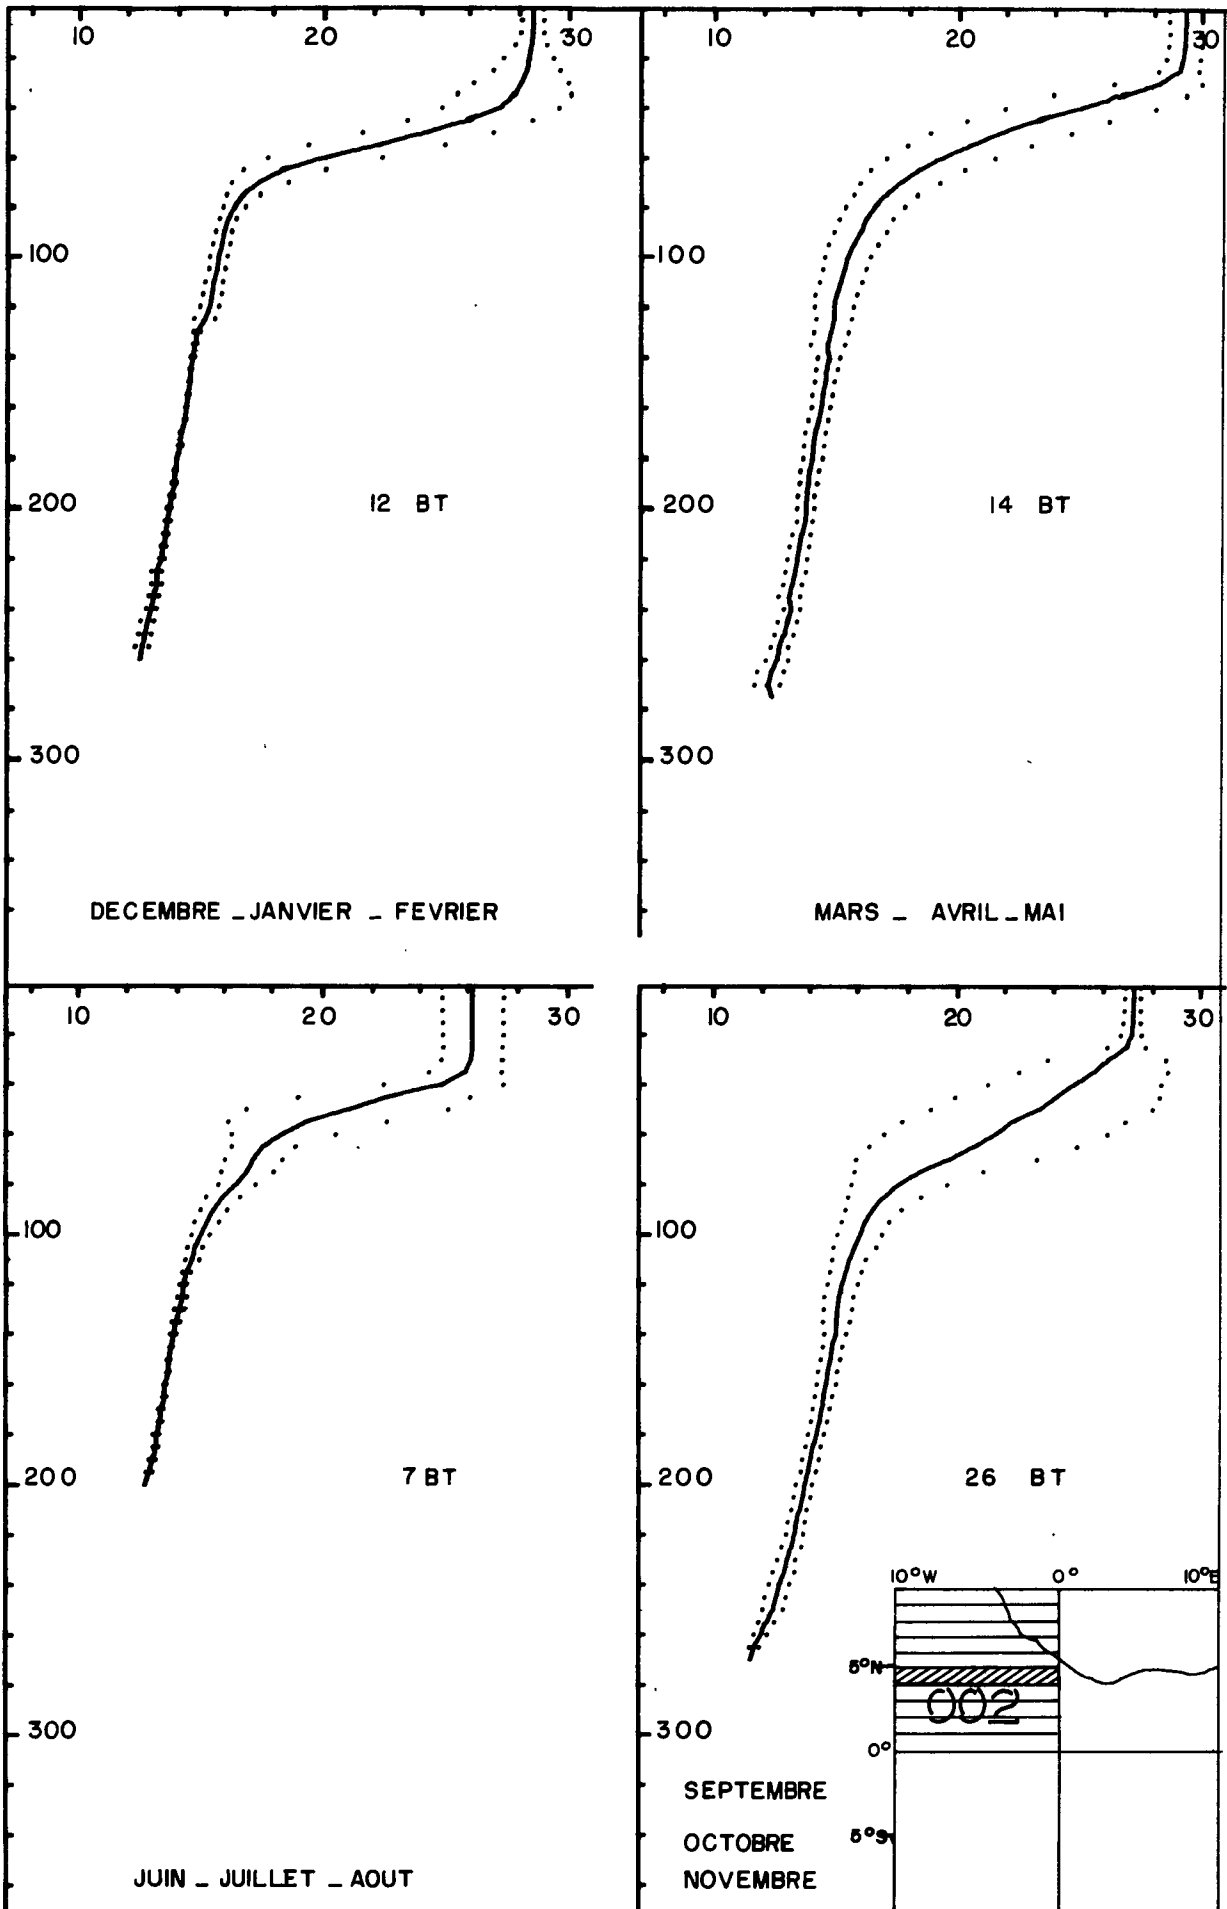 10 20 30
100
200
12 BT
300
DECEMBRE _ JANVIER _ FEVRIER
10 20 30
100
200
14 BT
300
MARS _ AVRIL _ MAI
10 20 30
100
200
7 BT
300
JUIN _ JUILLET _ AOUT
10 20 30
100
200
26 BT
300
SEPTEMBRE
OCTOBRE
NOVEMBRE
10°W 0° 10°E
5°N
002
0°
5°S